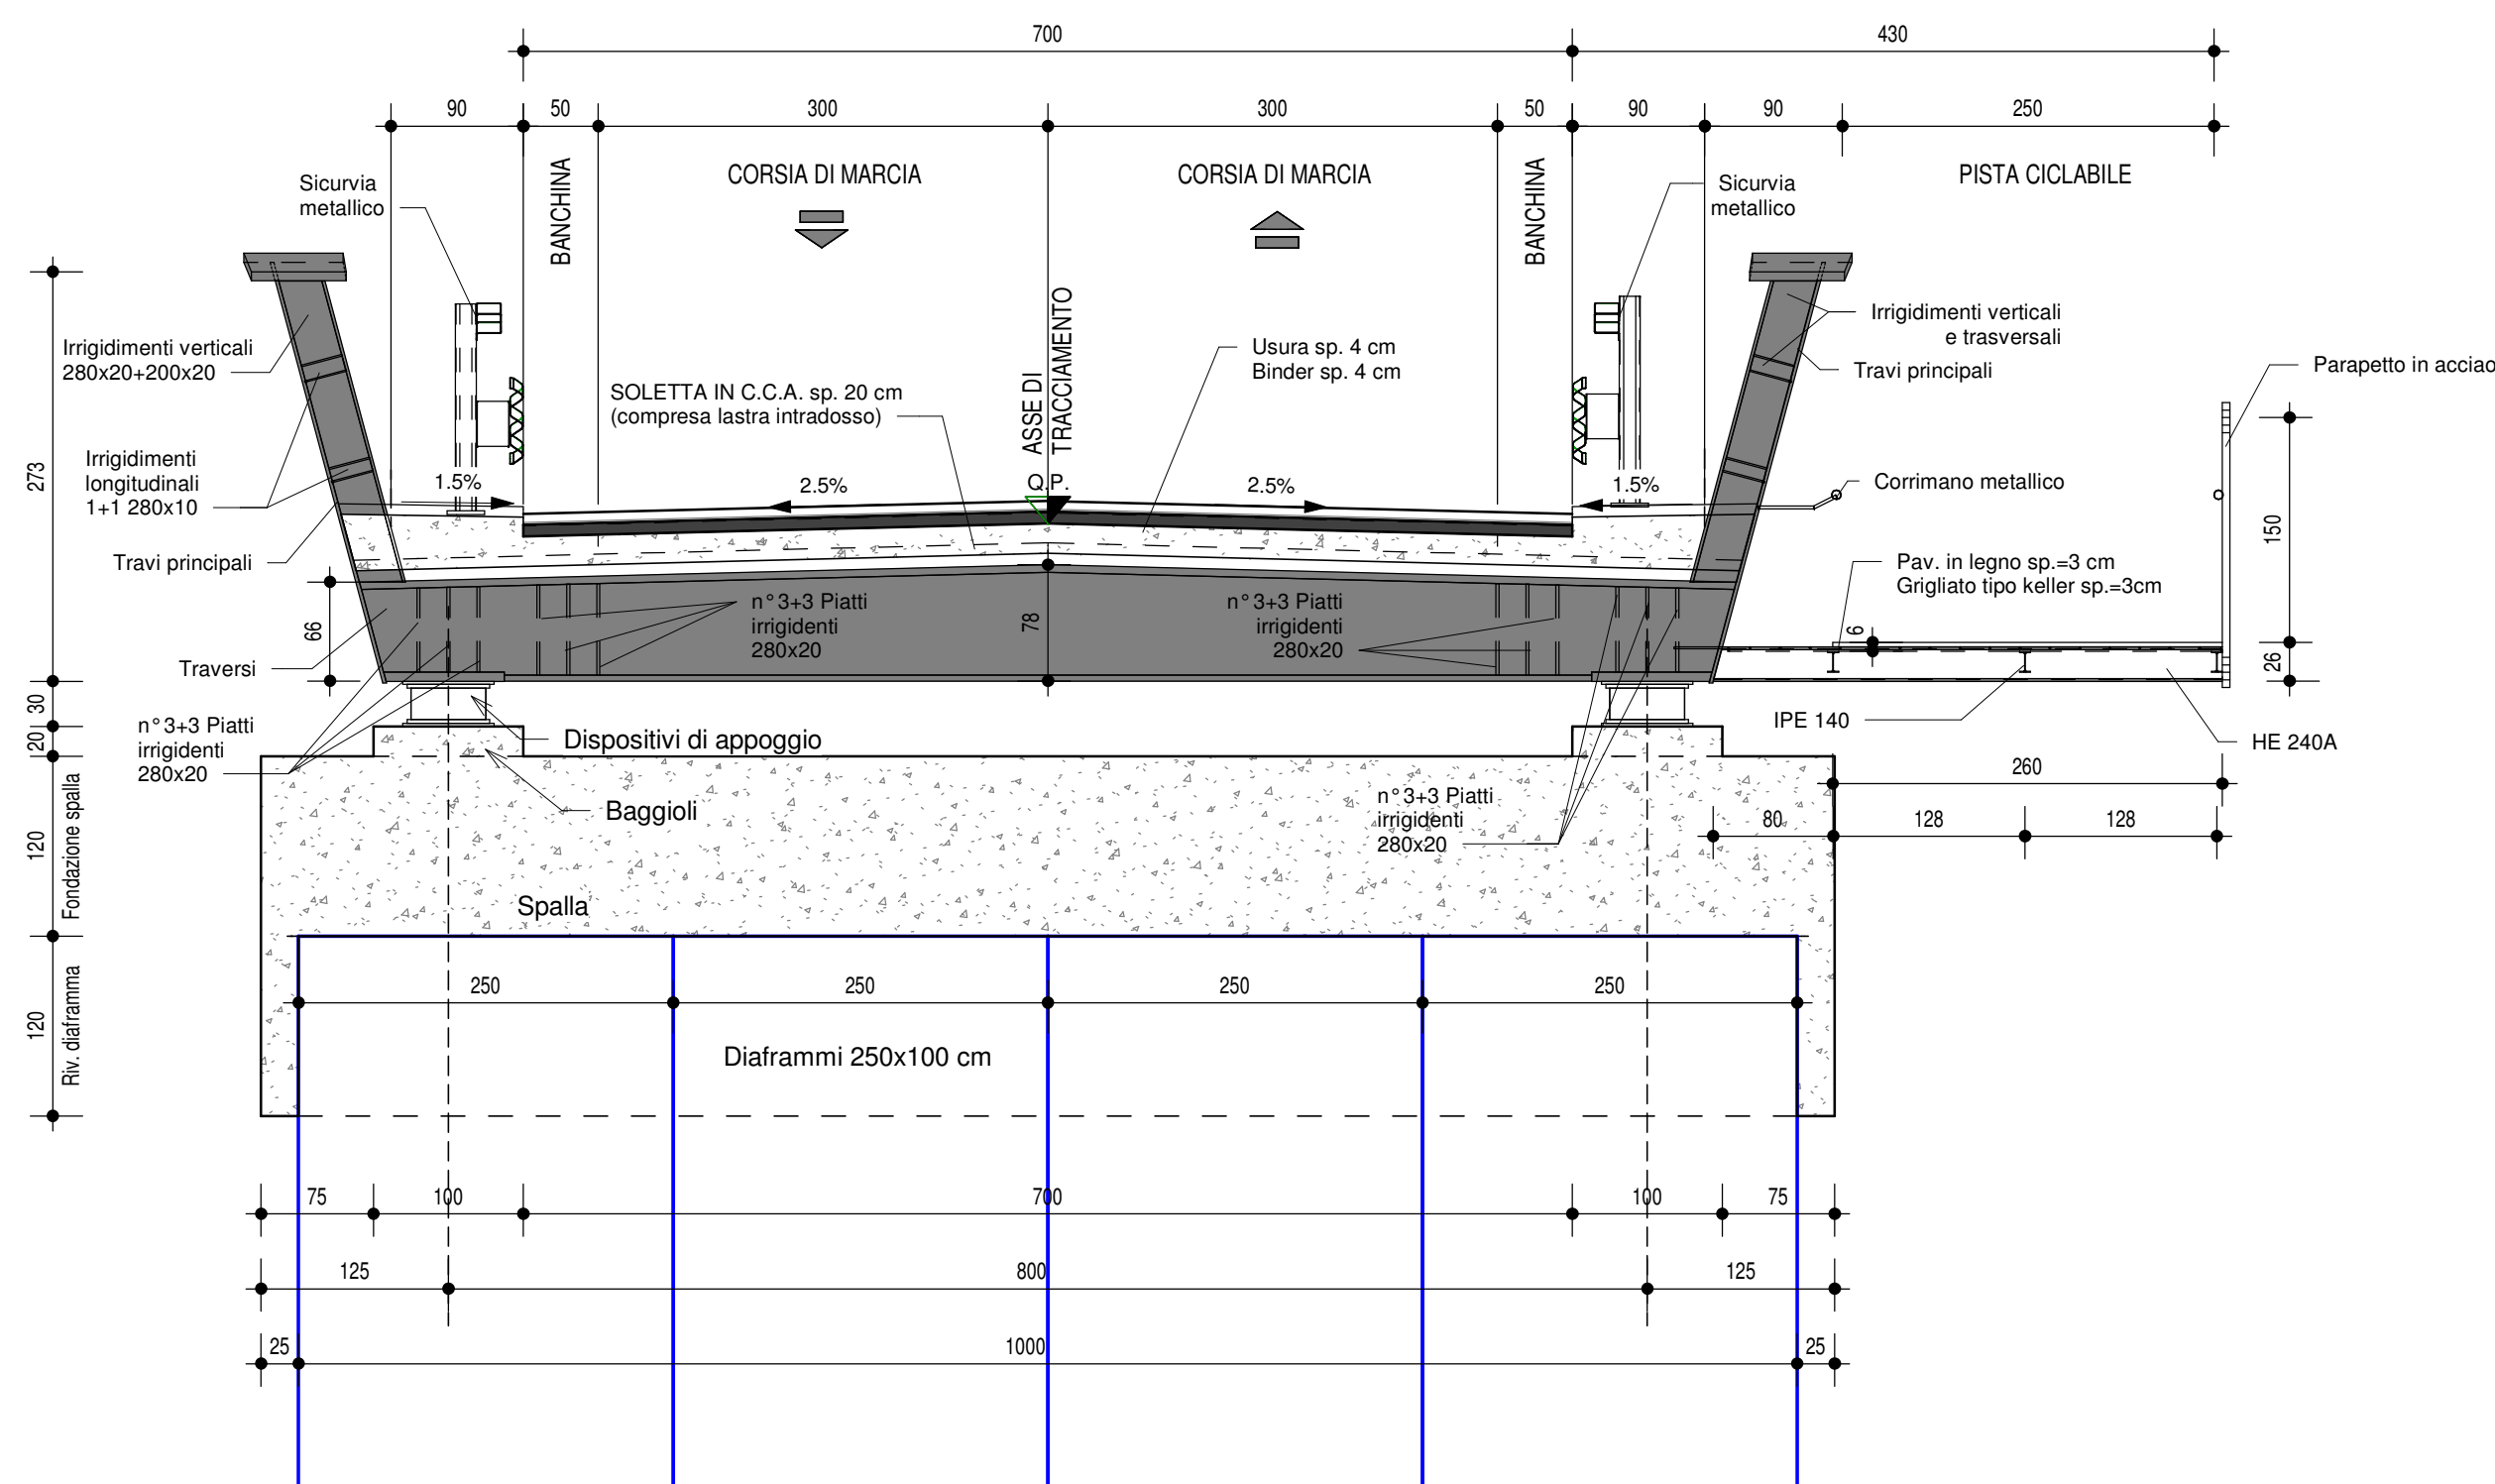 700
430
90
50
300
300
50
90
90
250
CORSIA DI MARCIA
CORSIA DI MARCIA
PISTA CICLABILE
BANCHINA
BANCHINA
Sicurvia
metallico
Sicurvia
metallico
ASSE DI
TRACCIAMENTO
Irrigidimenti verticali
280x20+200x20
Irrigidimenti verticali
e trasversali
Travi principali
Usura sp. 4 cm
Binder sp. 4 cm
Parapetto in acciao
SOLETTA IN C.C.A. sp. 20 cm
(compresa lastra intradosso)
273
Irrigidimenti
longitudinali
1+1 280x10
1.5%
2.5%
Q.P.
2.5%
1.5%
Corrimano metallico
150
Travi principali
Pav. in legno sp.=3 cm
Grigliato tipo keller sp.=3cm
66
n°3+3 Piatti
irrigidenti
280x20
78
n°3+3 Piatti
irrigidenti
280x20
6
26
Traversi
30
20
n°3+3 Piatti
irrigidenti
280x20
Dispositivi di appoggio
IPE 140
HE 240A
260
Baggioli
n°3+3 Piatti
irrigidenti
280x20
80
128
128
120
Fondazione spalla
Spalla
250
250
250
250
120
Riv. diaframma
Diaframmi 250x100 cm
75
100
700
100
75
125
800
125
25
1000
25